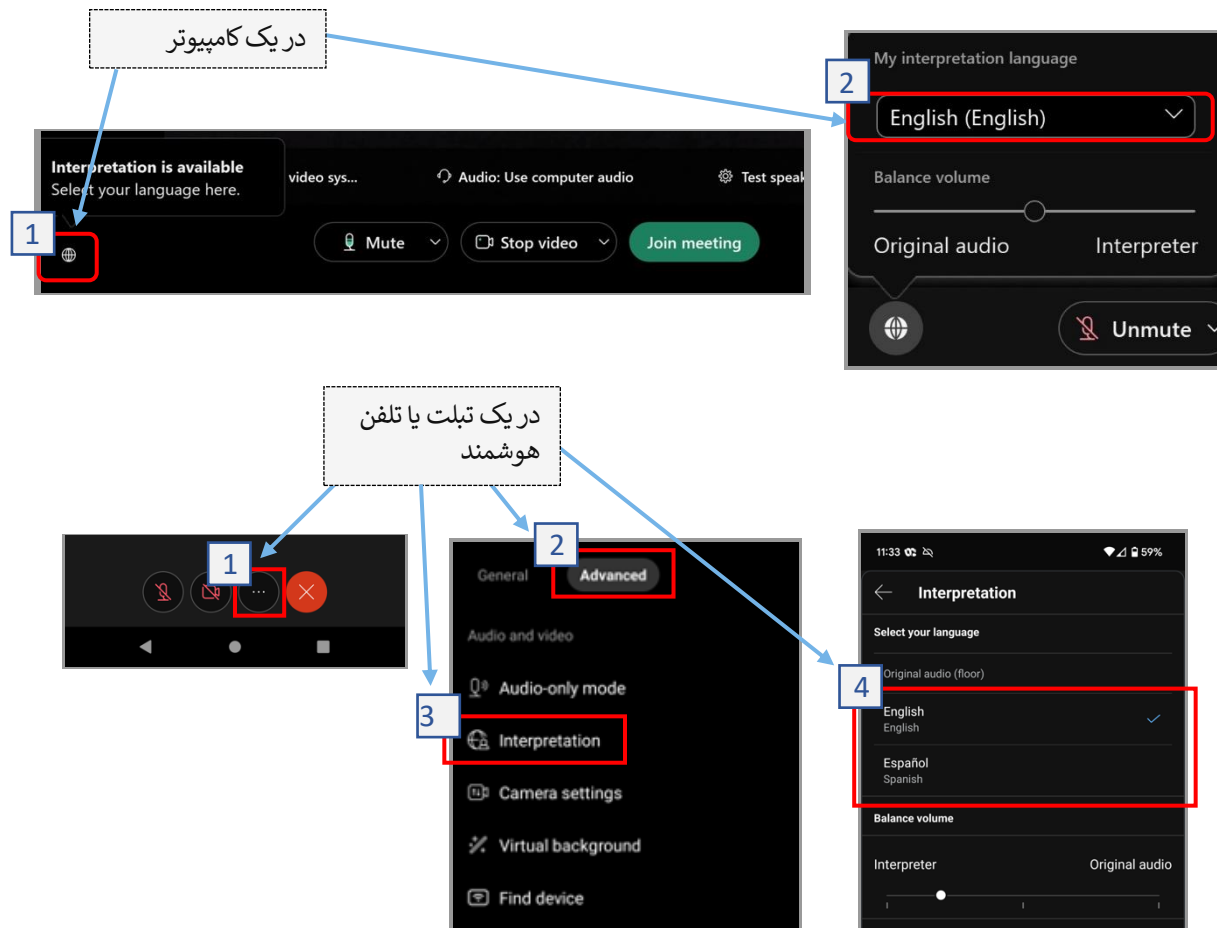 در یک کامپیوتر
My interpretation language
2
English (English)
Balance volume
Original audio Interpreter
Unmute
Interpretation is available
Select your language here.
video sys...
Audio: Use computer audio
Test speak
1
Mute
Stop video
Join meeting
در یک تبلت یا تلفن
هوشمند
1
2
General Advanced
Audio and video
Audio-only mode
3
Interpretation
Camera settings
Virtual background
Find device
11:33 59%
Interpretation
Select your language
Original audio (floor)
4
English
English
Español
Spanish
Balance volume
Interpreter Original audio